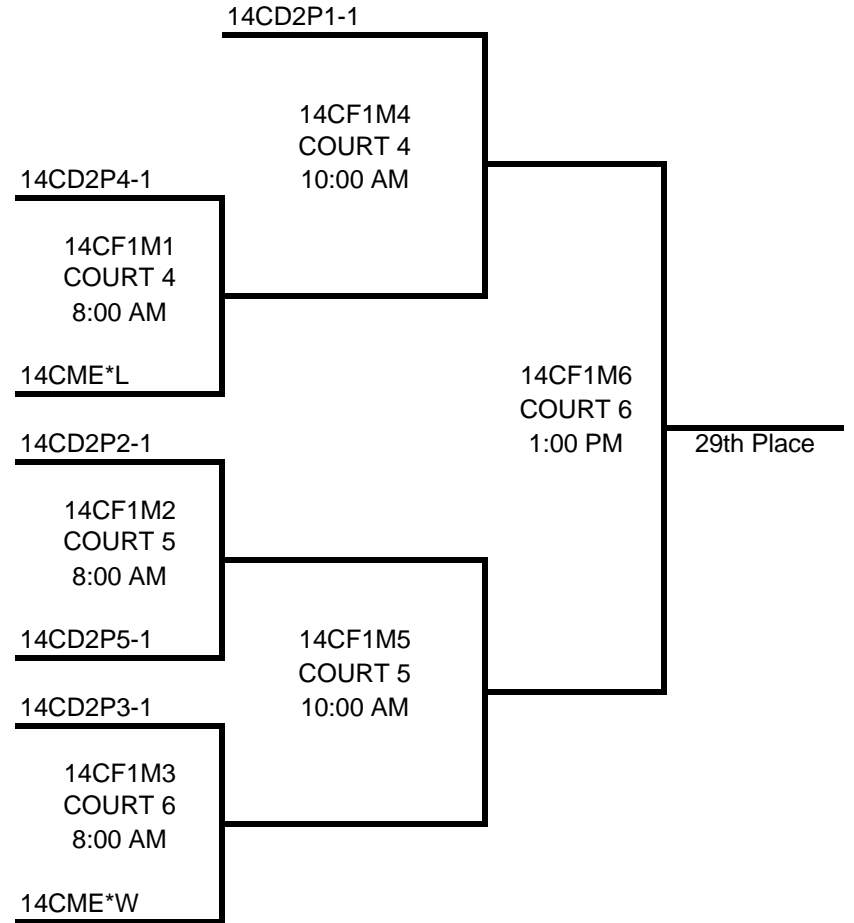 14CD2P1-1
14CF1M4
COURT 4
10:00 AM
14CD2P4-1
14CF1M1
COURT 4
8:00 AM
14CME*L
14CF1M6
COURT 6
1:00 PM
29th Place
14CD2P2-1
14CF1M2
COURT 5
8:00 AM
14CD2P5-1
14CF1M5
COURT 5
10:00 AM
14CD2P3-1
14CF1M3
COURT 6
8:00 AM
14CME*W